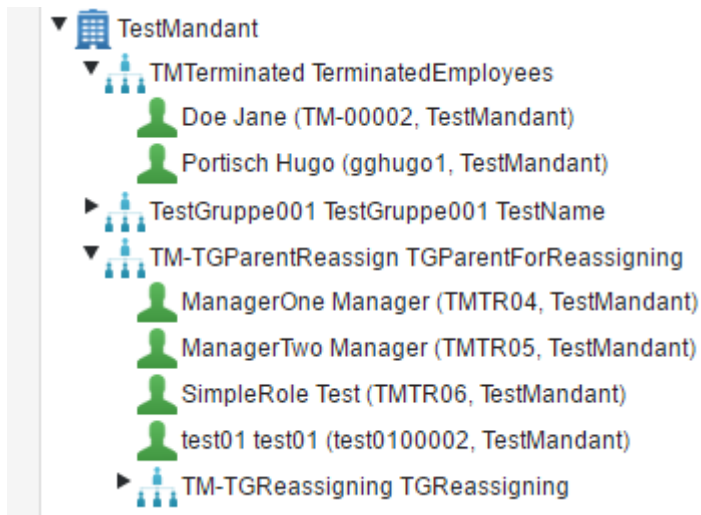 TestMandant
TMTerminated TerminatedEmployees
Doe Jane (TM-00002, TestMandant)
Portisch Hugo (gghugo1, TestMandant)
TestGruppe001 TestGruppe001 TestName
TM-TGParentReassign TGParentForReassigning
ManagerOne Manager (TMTR04, TestMandant)
ManagerTwo Manager (TMTR05, TestMandant)
SimpleRole Test (TMTR06, TestMandant)
test01 test01 (test0100002, TestMandant)
TM-TGReassigning TGReassigning